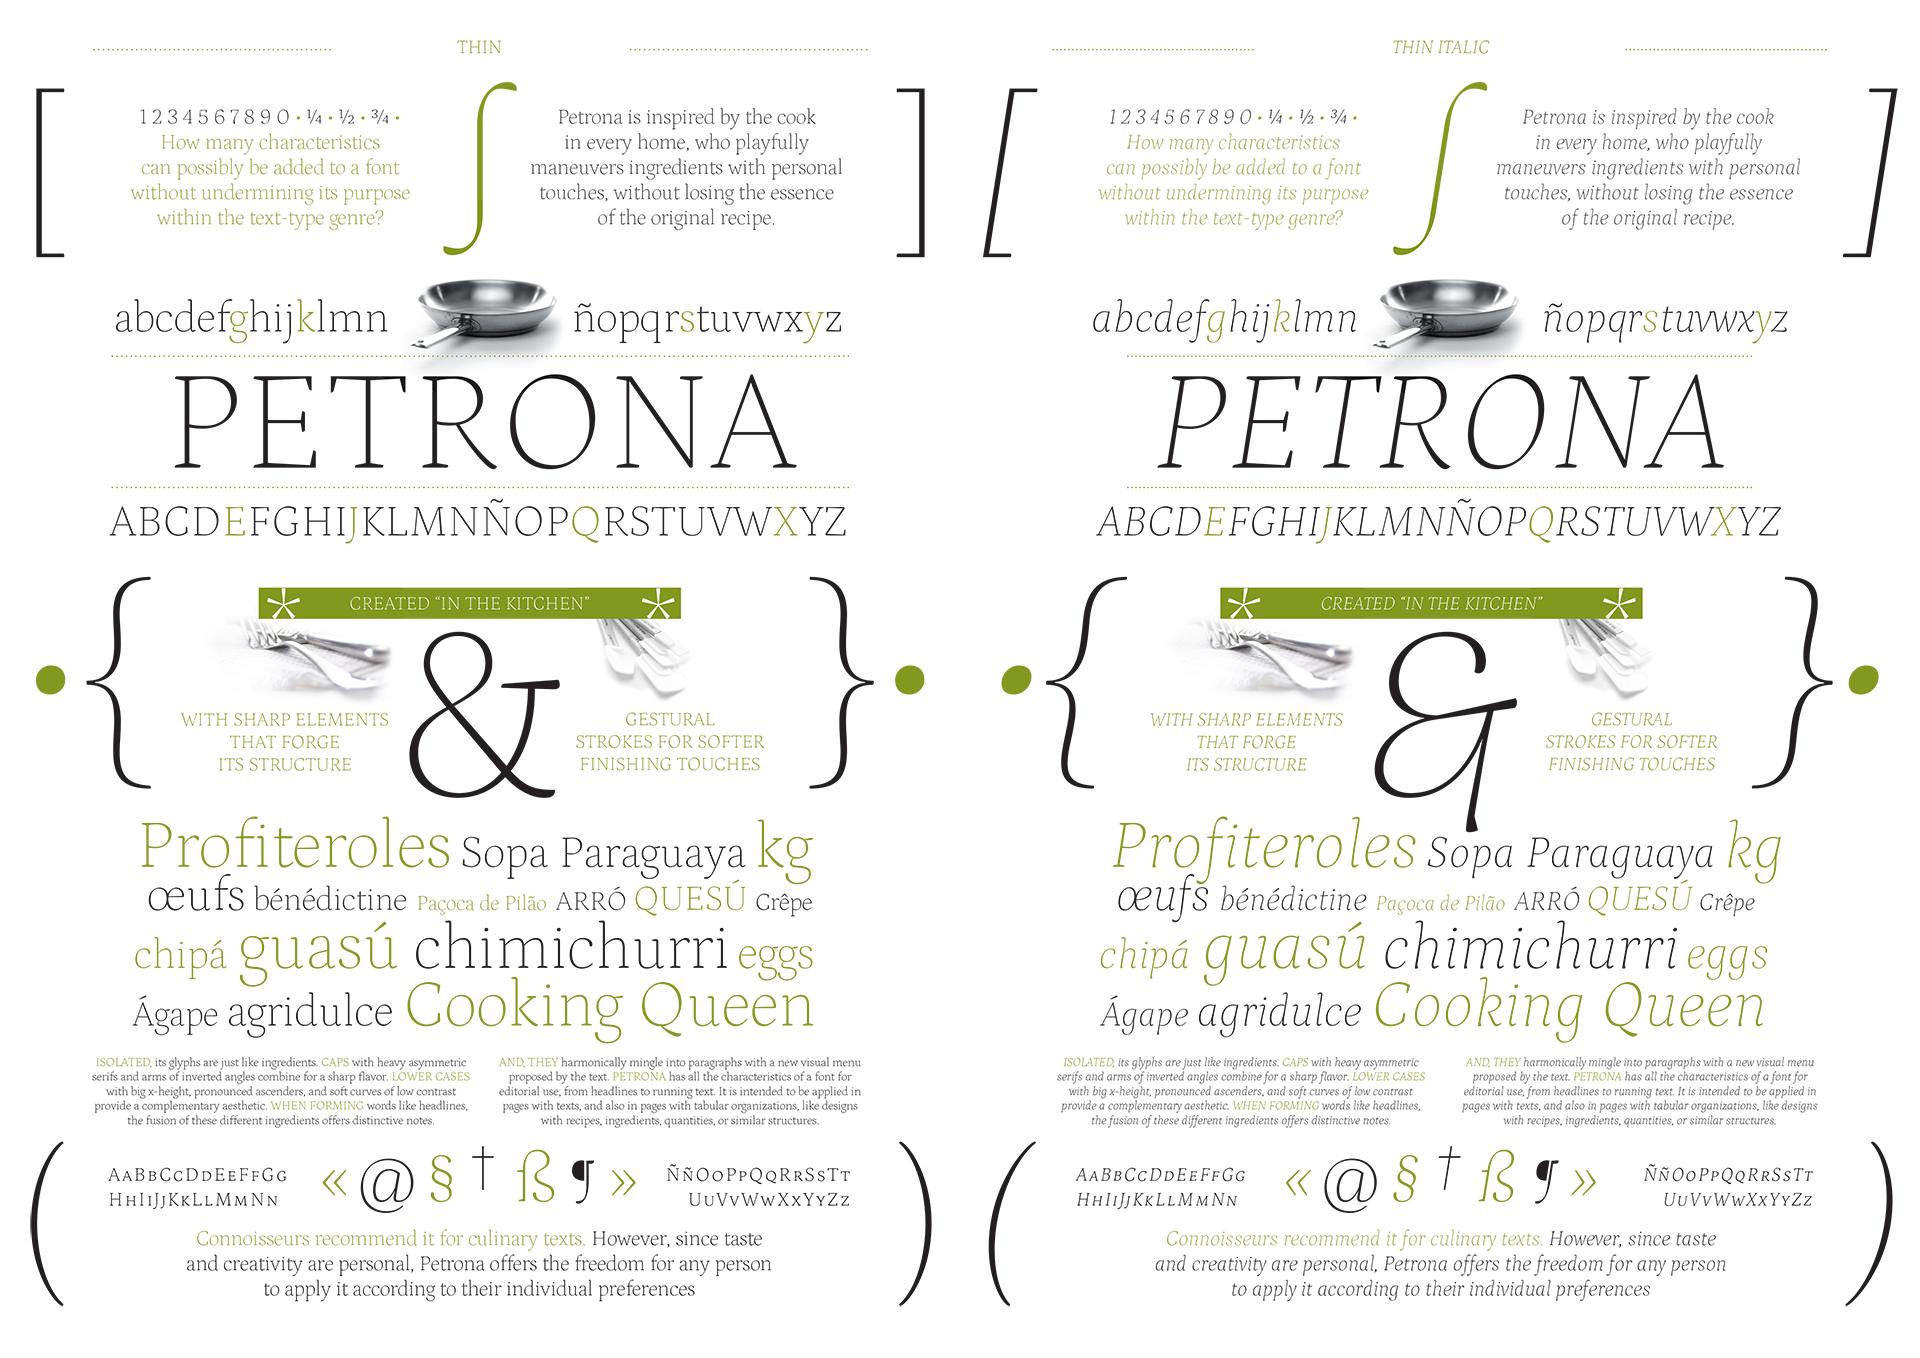 THIN
1 2 3 4 5 6 7 8 9 0 • ¼ • ½ • ¾ •
How many characteristics
can possibly be added to a font
without undermining its purpose
within the text-type genre?
∫
Petrona is inspired by the cook
in every home, who playfully
maneuvers ingredients with personal
touches, without losing the essence
of the original recipe.
abcdefghijklmn ñopqrstuvwxyz
PETRONA
ABCDEFGHIJKLMNÑOPQRSTUVWXYZ
* CREATED “IN THE KITCHEN” *
WITH SHARP ELEMENTS
THAT FORGE
ITS STRUCTURE
&
GESTURAL
STROKES FOR SOFTER
FINISHING TOUCHES
Profiteroles Sopa Paraguaya kg
œufs bénédictine Paçoca de Pilão ARRÓ QUESÚ Crêpe
chipá guasú chimichurri eggs
Ágape agridulce Cooking Queen
ISOLATED, its glyphs are just like ingredients. CAPS with heavy asymmetric
serifs and arms of inverted angles combine for a sharp flavor. LOWER CASES
with big x-height, pronounced ascenders, and soft curves of low contrast
provide a complementary aesthetic. WHEN FORMING words like headlines,
the fusion of these different ingredients offers distinctive notes.
AND, THEY harmonically mingle into paragraphs with a new visual menu
proposed by the text. PETRONA has all the characteristics of a font for
editorial use, from headlines to running text. It is intended to be applied in
pages with texts, and also in pages with tabular organizations, like designs
with recipes, ingredients, quantities, or similar structures.
AABBCCDDEEFFGG
HHIIJJKKLLMMNN
« @ § † ß ¶ »
ÑÑOOPPQQRRSSTT
UUVVWWXXYYZZ
Connoisseurs recommend it for culinary texts. However, since taste
and creativity are personal, Petrona offers the freedom for any person
to apply it according to their individual preferences
THIN ITALIC
1 2 3 4 5 6 7 8 9 0 • ¼ • ½ • ¾ •
How many characteristics
can possibly be added to a font
without undermining its purpose
within the text-type genre?
∫
Petrona is inspired by the cook
in every home, who playfully
maneuvers ingredients with personal
touches, without losing the essence
of the original recipe.
abcdefghijklmn ñopqrstuvwxyz
PETRONA
ABCDEFGHIJKLMNÑOPQRSTUVWXYZ
* CREATED “IN THE KITCHEN” *
WITH SHARP ELEMENTS
THAT FORGE
ITS STRUCTURE
&
GESTURAL
STROKES FOR SOFTER
FINISHING TOUCHES
Profiteroles Sopa Paraguaya kg
œufs bénédictine Paçoca de Pilão ARRÓ QUESÚ Crêpe
chipá guasú chimichurri eggs
Ágape agridulce Cooking Queen
ISOLATED, its glyphs are just like ingredients. CAPS with heavy asymmetric
serifs and arms of inverted angles combine for a sharp flavor. LOWER CASES
with big x-height, pronounced ascenders, and soft curves of low contrast
provide a complementary aesthetic. WHEN FORMING words like headlines,
the fusion of these different ingredients offers distinctive notes.
AND, THEY harmonically mingle into paragraphs with a new visual menu
proposed by the text. PETRONA has all the characteristics of a font for
editorial use, from headlines to running text. It is intended to be applied in
pages with texts, and also in pages with tabular organizations, like designs
with recipes, ingredients, quantities, or similar structures.
AABBCCDDEEFFGG
HHIIJJKKLLMMNN
« @ § † ß ¶ »
ÑÑOOPPQQRRSSTT
UUVVWWXXYYZZ
Connoisseurs recommend it for culinary texts. However, since taste
and creativity are personal, Petrona offers the freedom for any person
to apply it according to their individual preferences